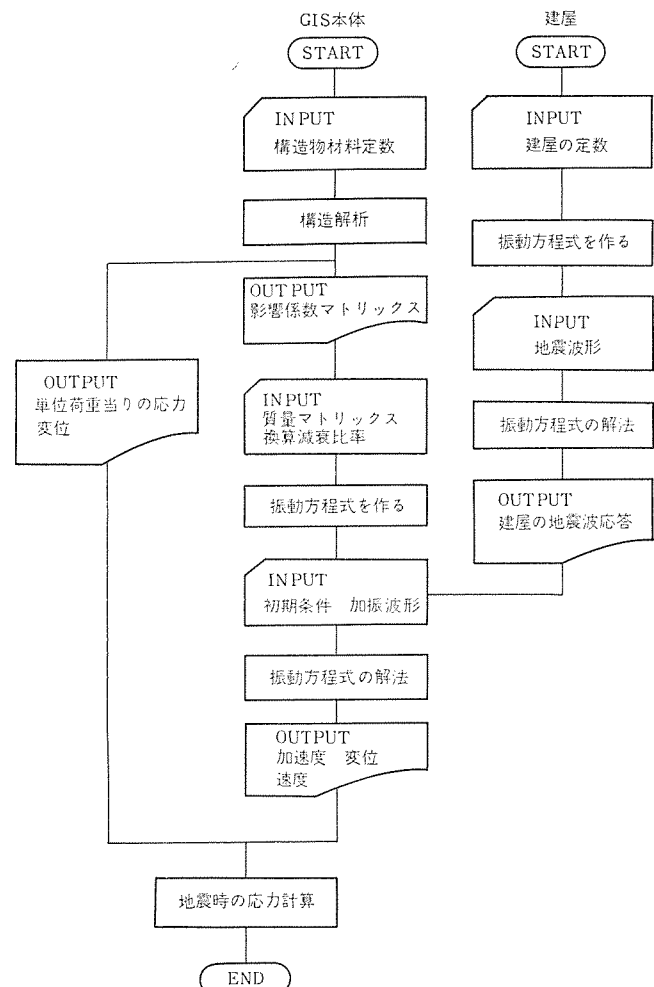 GIS本体
START
INPUT
構造物材料定数
構造解析
OUTPUT
影響係数マトリックス
OUTPUT
単位荷重当りの応力
変位
INPUT
質量マトリックス
換算減衰比率
振動方程式を作る
INPUT
初期条件 加振波形
振動方程式の解法
OUTPUT
加速度 変位
速度
建屋
START
INPUT
建屋の定数
振動方程式を作る
INPUT
地震波形
振動方程式の解法
OUTPUT
建屋の地震波応答
地震時の応力計算
END